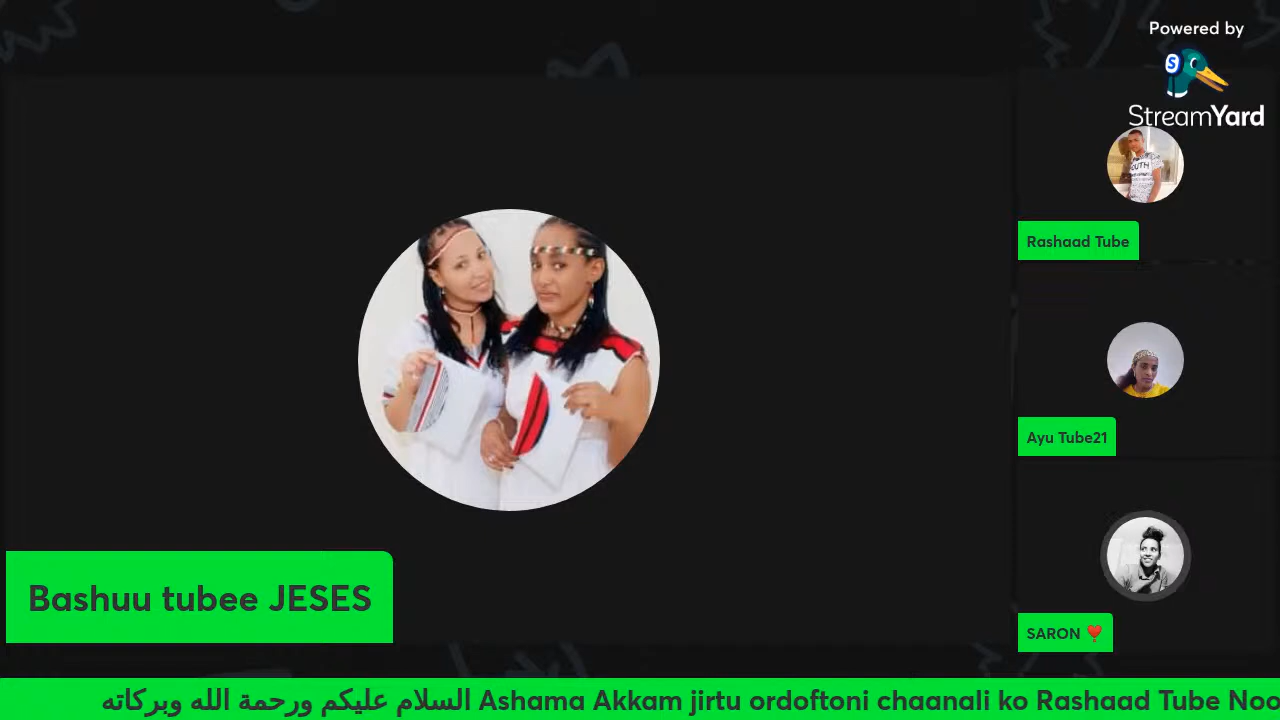 Powered by
StreamYard
Rashaad Tube
Ayu Tube21
Bashuu tubee JESES
SARON ❣️
السلام عليكم ورحمة الله وبركاته Ashama Akkam jirtu ordoftoni chaanali ko Rashaad Tube